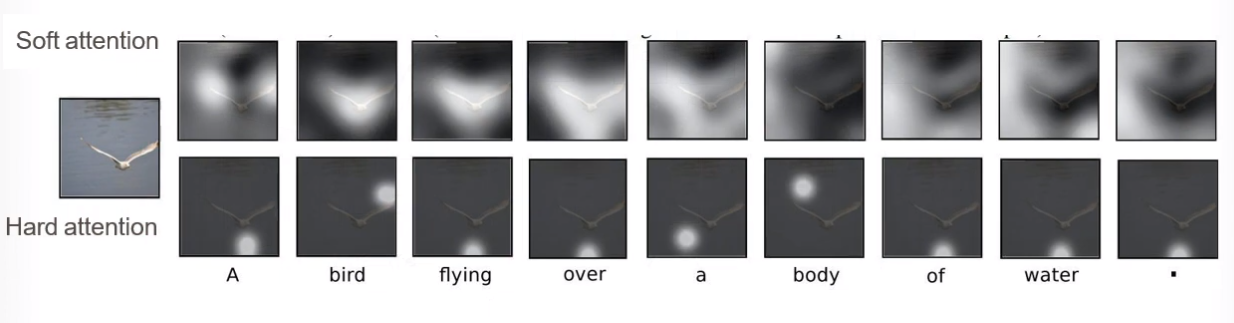 Soft attention
Hard attention
A bird flying over a body of water .